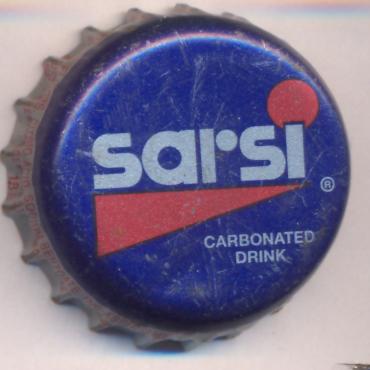 sarsi
®
CARBONATED
DRINK